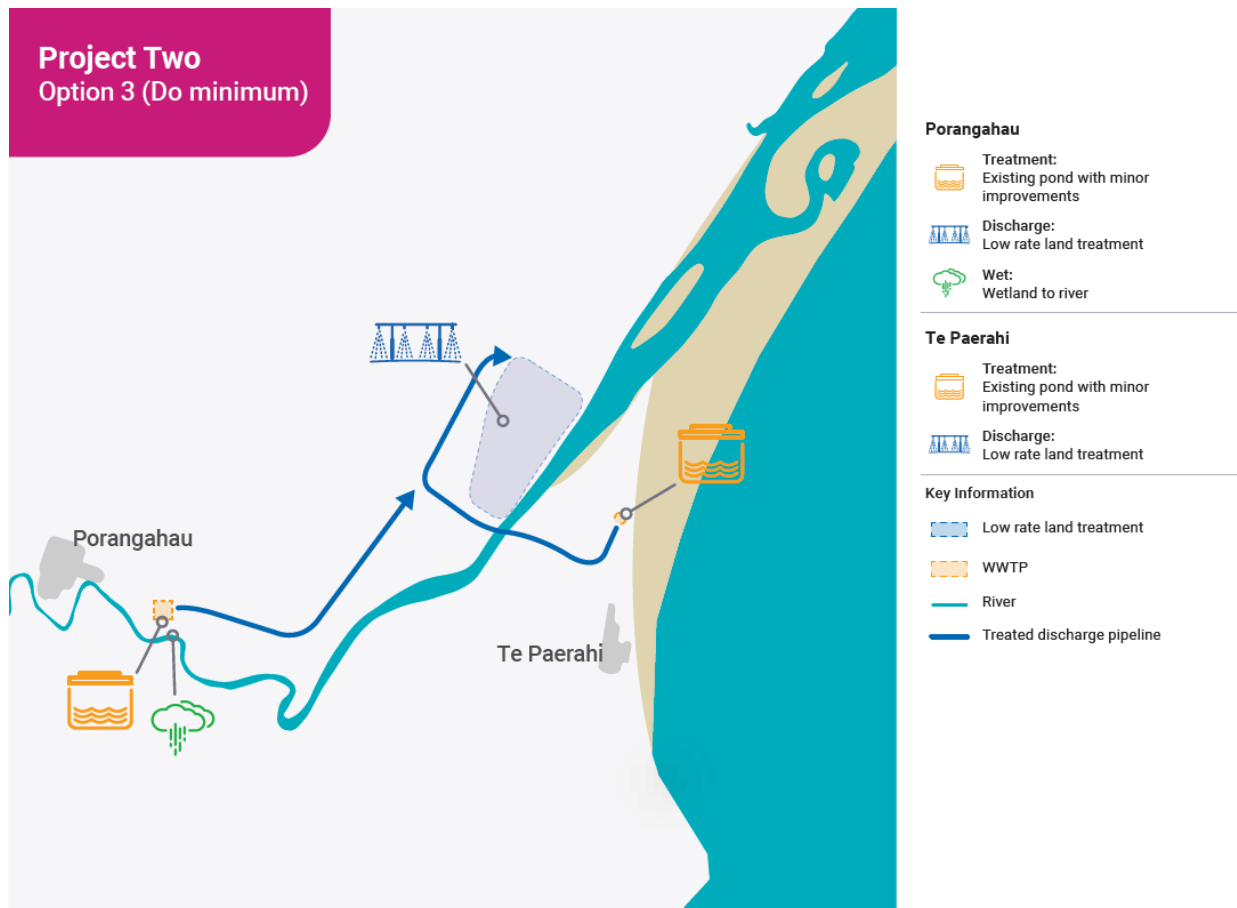 Project Two
Option 3 (Do minimum)
Porangahau
Te Paerahi
Porangahau
Treatment:
Existing pond with minor
improvements
Discharge:
Low rate land treatment
Wet:
Wetland to river
Te Paerahi
Treatment:
Existing pond with minor
improvements
Discharge:
Low rate land treatment
Key Information
Low rate land treatment
WWTP
River
Treated discharge pipeline